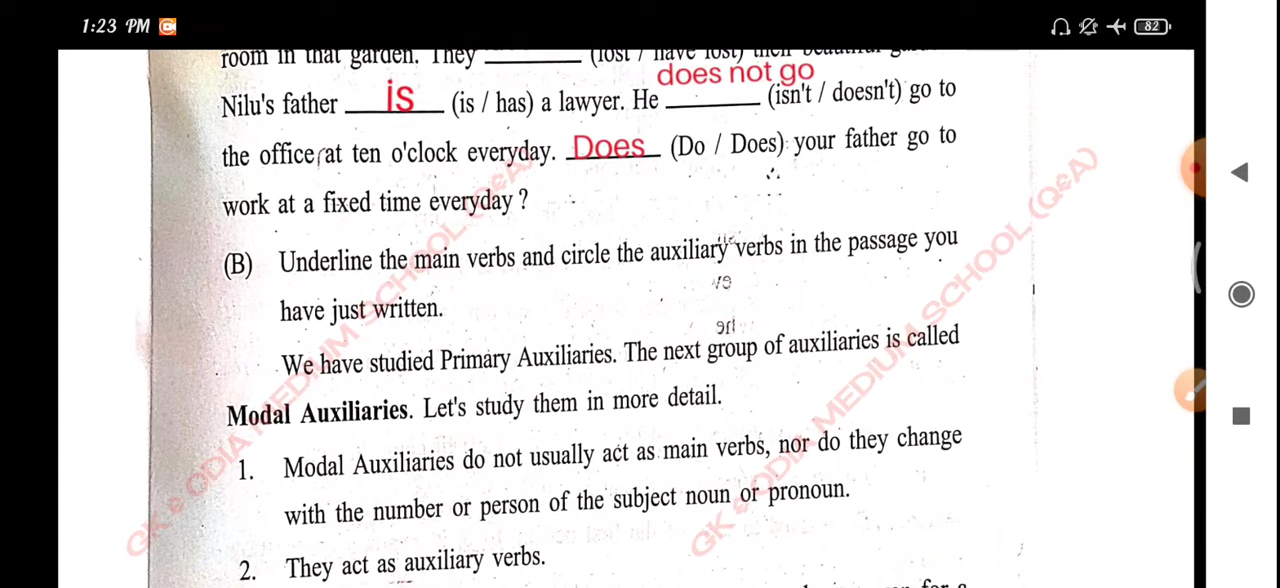 1:23 PM
82
room in that garden. They ________ (lost / have lost) their beautiful
does not go
Nilu's father is (is / has) a lawyer. He ________ (isn't / doesn't) go to
the office at ten o'clock everyday. Does (Do / Does) your father go to
work at a fixed time everyday ?
(B) Underline the main verbs and circle the auxiliary verbs in the passage you
have just written.
We have studied Primary Auxiliaries. The next group of auxiliaries is called
Modal Auxiliaries. Let's study them in more detail.
1. Modal Auxiliaries do not usually act as main verbs, nor do they change
with the number or person of the subject noun or pronoun.
2. They act as auxiliary verbs.
GK & ODIA MEDIUM SCHOOL (Q&A)
GK & ODIA MEDIUM SCHOOL (Q&A)